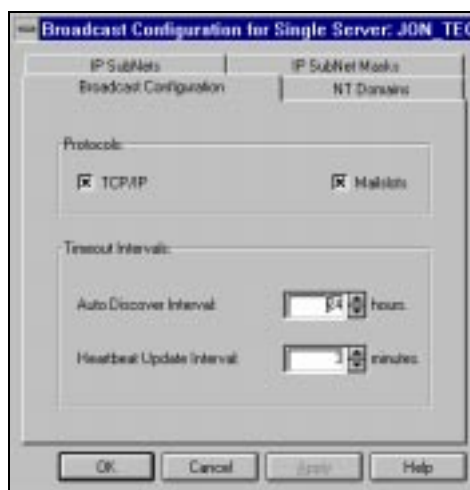 Broadcast Configuration for Single Server: JON_TEC
IP SubNets
IP SubNet Masks
Broadcast Configuration
NT Domains
Protocols:
TCP/IP
Mailslots
Timeout Intervals:
Auto Discover Interval:
24
hours.
Heartbeat Update Interval:
3
minutes.
OK
Cancel
Apply
Help